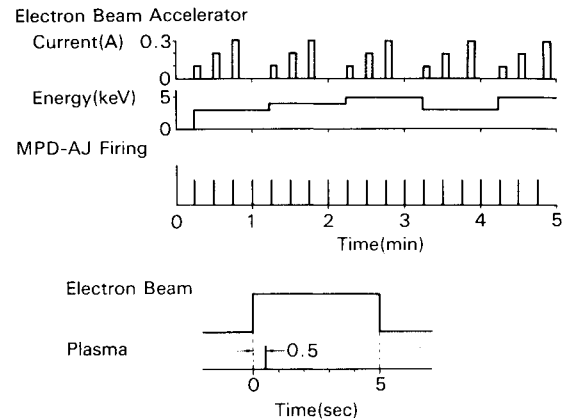 Electron Beam Accelerator
Current(A) 0.3
0
Energy(keV) 5
0
MPD-AJ Firing
0 1 2 3 4 5
Time(min)
Electron Beam
Plasma 0.5
0 5
Time(sec)